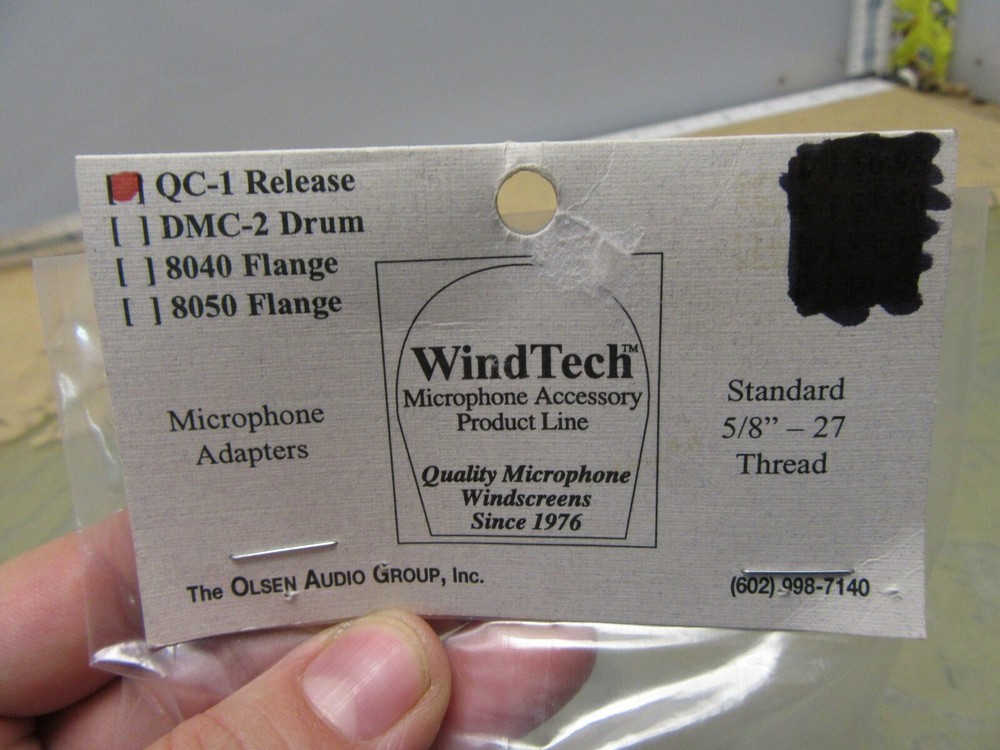 [ ] QC-1 Release
[ ] DMC-2 Drum
[ ] 8040 Flange
[ ] 8050 Flange
WindTech™
Microphone Accessory
Product Line
Quality Microphone
Windscreens
Since 1976
Microphone
Adapters
Standard
5/8” – 27
Thread
The OLSEN AUDIO GROUP, Inc.
(602) 998-7140